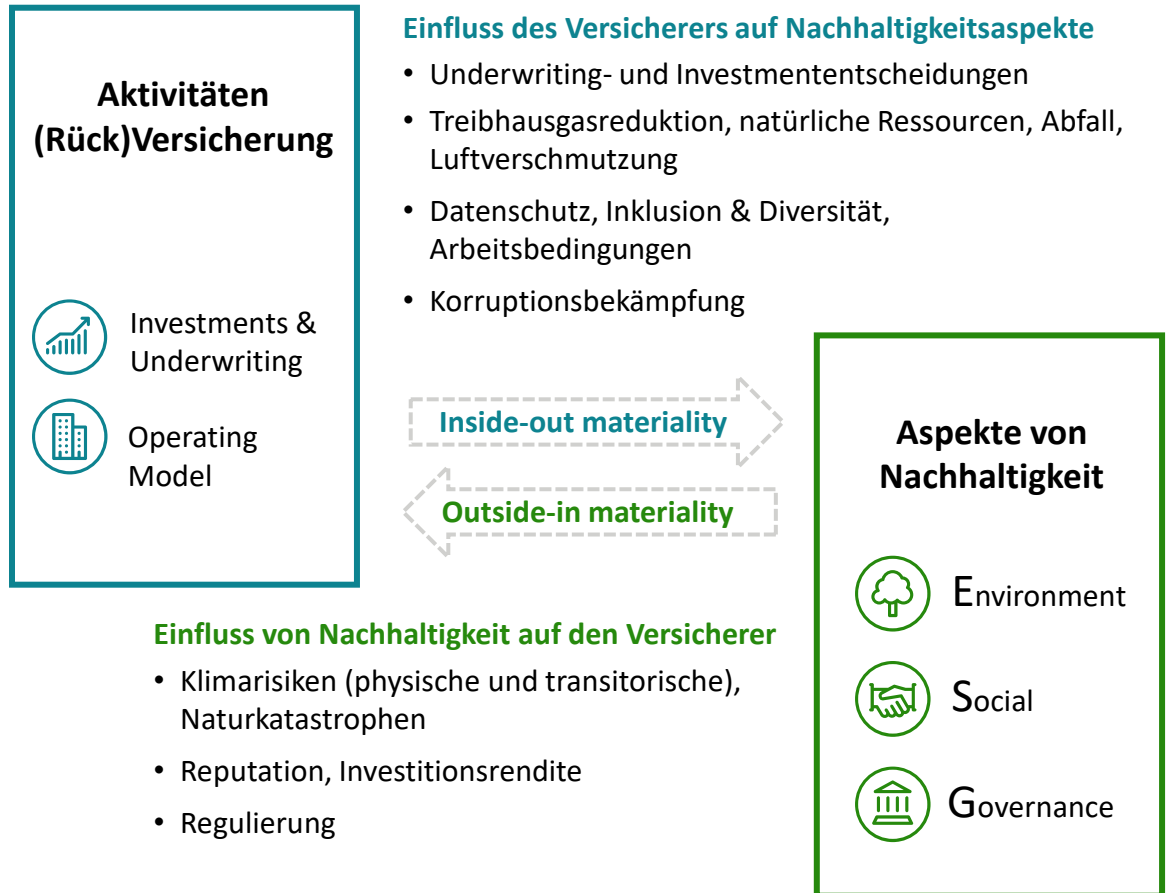 Einfluss des Versicherers auf Nachhaltigkeitsaspekte
• Underwriting- und Investmententscheidungen
• Treibhausgasreduktion, natürliche Ressourcen, Abfall,
Luftverschmutzung
• Datenschutz, Inklusion & Diversität,
Arbeitsbedingungen
• Korruptionsbekämpfung
Aktivitäten
(Rück)Versicherung
Investments &
Underwriting
Operating
Model
Inside-out materiality
Outside-in materiality
Aspekte von
Nachhaltigkeit
Environment
Social
Governance
Einfluss von Nachhaltigkeit auf den Versicherer
• Klimarisiken (physische und transitorische),
Naturkatastrophen
• Reputation, Investitionsrendite
• Regulierung